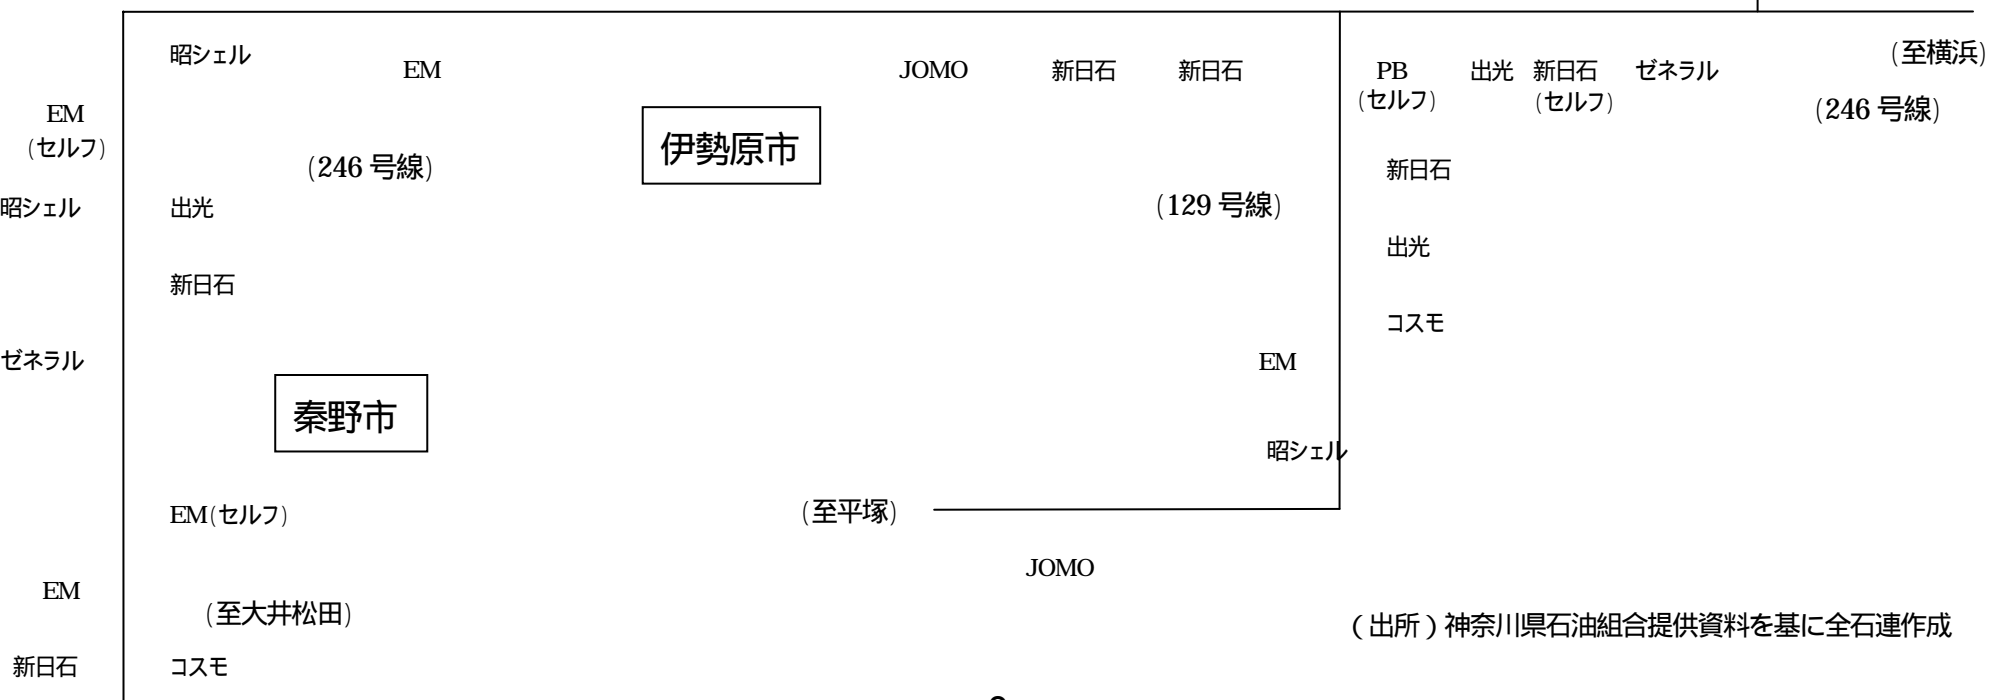 昭シェル
EM
JOMO
新日石
新日石
PB
(セルフ)
出光
新日石
(セルフ)
ゼネラル
(至横浜)
(246 号線)
EM
(セルフ)
伊勢原市
(246 号線)
新日石
昭シェル
出光
(129 号線)
出光
新日石
コスモ
ゼネラル
EM
秦野市
昭シェル
EM(セルフ)
(至平塚)
JOMO
EM
(至大井松田)
(出所)神奈川県石油組合提供資料を基に全石連作成
新日石
コスモ